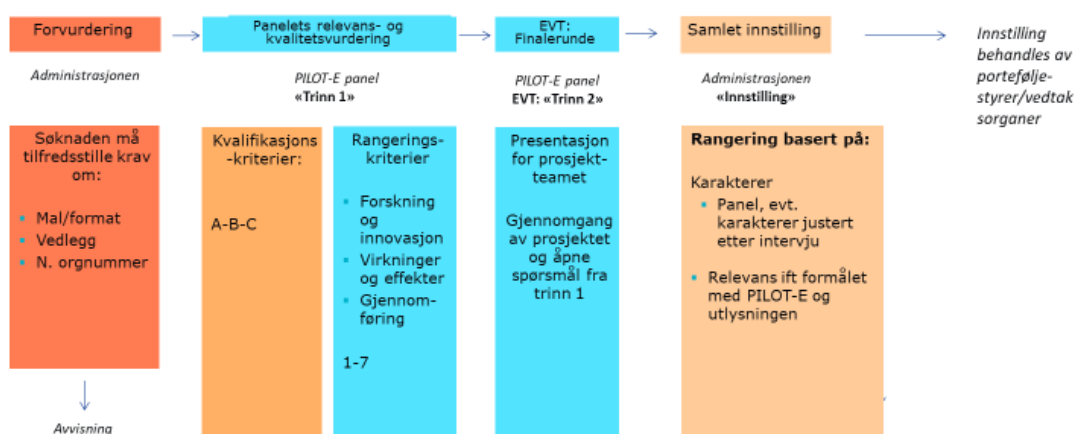 Forvurdering
Panelets relevans- og
kvalitetsvurdering
EVT:
Finalerunde
Samlet innstilling
Innstilling
behandles av
portefølje-
styrer/vedtak
sorganer
Administrasjonen
PILOT-E panel
«Trinn 1»
PILOT-E panel
EVT: «Trinn 2»
Administrasjonen
«Innstilling»
Søknaden må
tilfredsstille krav
om:
Mal/format
Vedlegg
N. orgnummer
Avvisning
Kvalifikasjons
-kriterier:
A-B-C
Rangerings-
kriterier
Forskning
og
innovasjon
Virkninger
og effekter
Gjennom-
føring
1-7
Presentasjon
for prosjekt-
teamet
Gjennomgang
av prosjektet
og åpne
spørsmål fra
trinn 1
Rangering basert på:
Karakterer
Panel, evt.
karakterer justert
etter intervju
Relevans ift formålet
med PILOT-E og
utlysningen